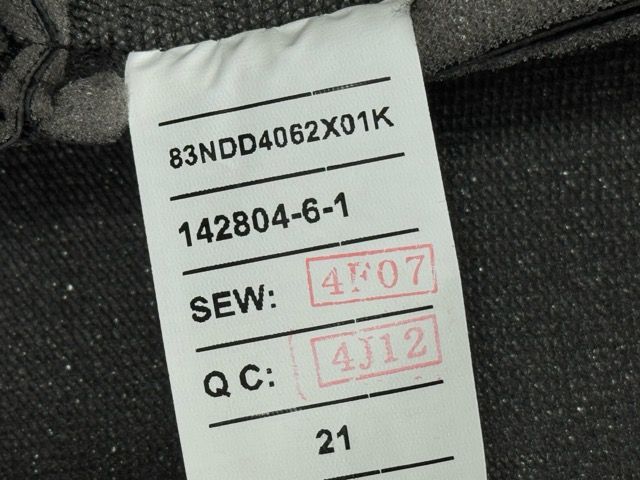 83NDD4062X01K
142804-6-1
SEW: 4F07
Q C: 4J12
21